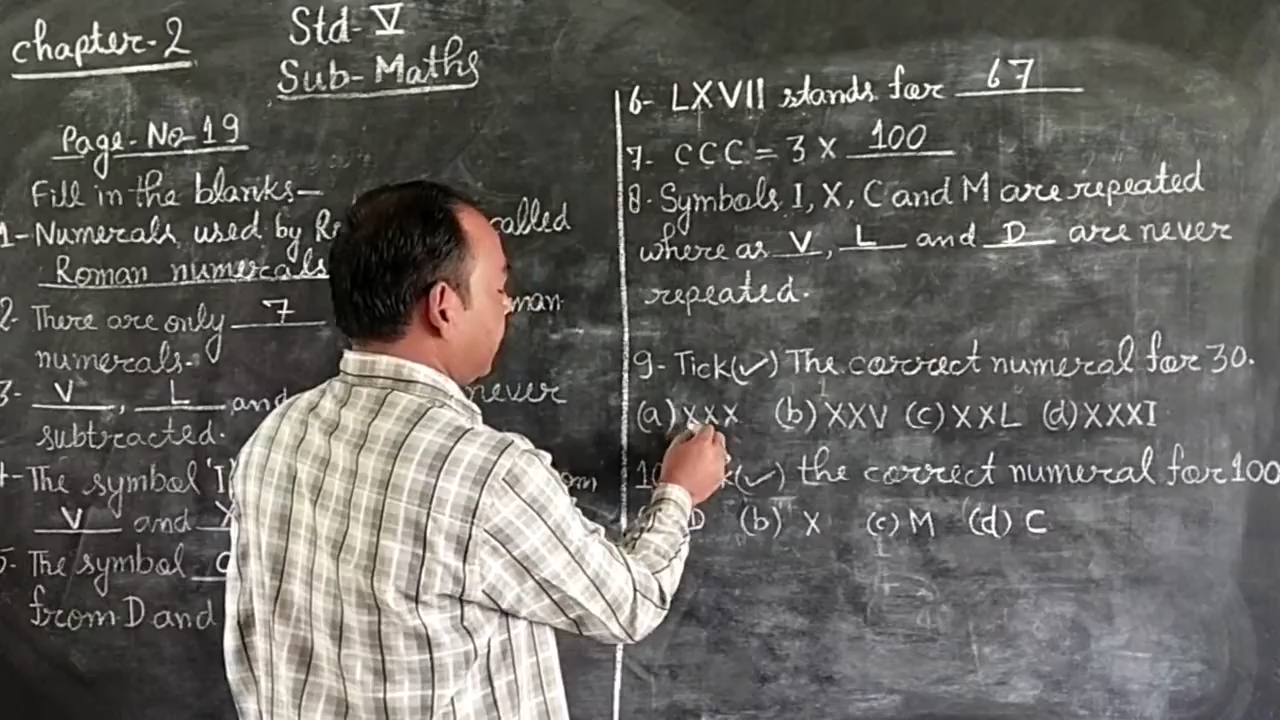 Chapter-2
Std-V
Sub-Maths
Page-No-19
Fill in the blanks-
1-Numerals used by called
Roman numerals
2- There are only 7
numerals.
3- V, L and never
subtracted.
The symbol 'I
V and
The symbol
from D and
6- LXVII stands for 67
7- CCC = 3 X 100
8. Symbols I, X, C and M are repeated
where as V, L and D are never
repeated.
9- Tick(✓) The correct numeral for 30.
(a) XXX (b) XXV (c) XXL (d) XXXI
(✓) the correct numeral for 100
D (b) X (c) M (d) C